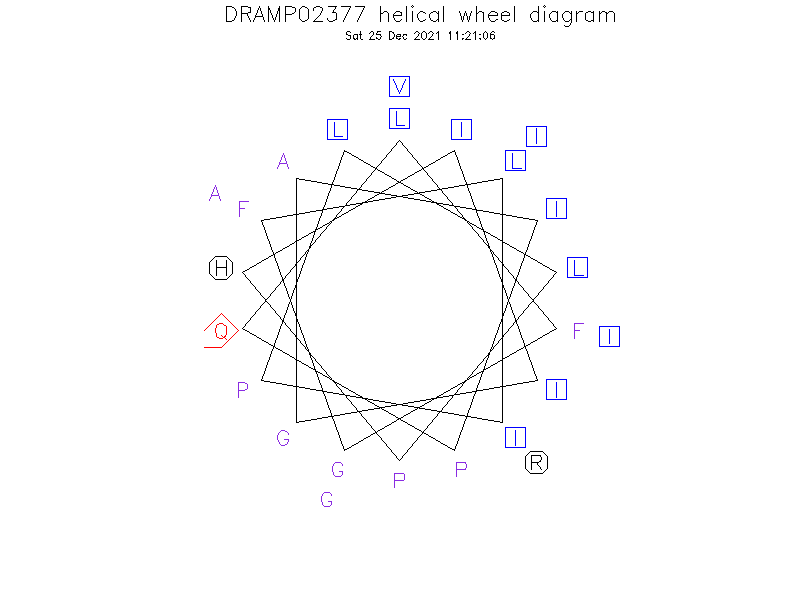 DRAMP02377 helical wheel diagram
Sat 25 Dec 2021 11:21:06
V
L
L I
I
A L
A F I
H L
Q F I
P I
G I
R
G P
P
G